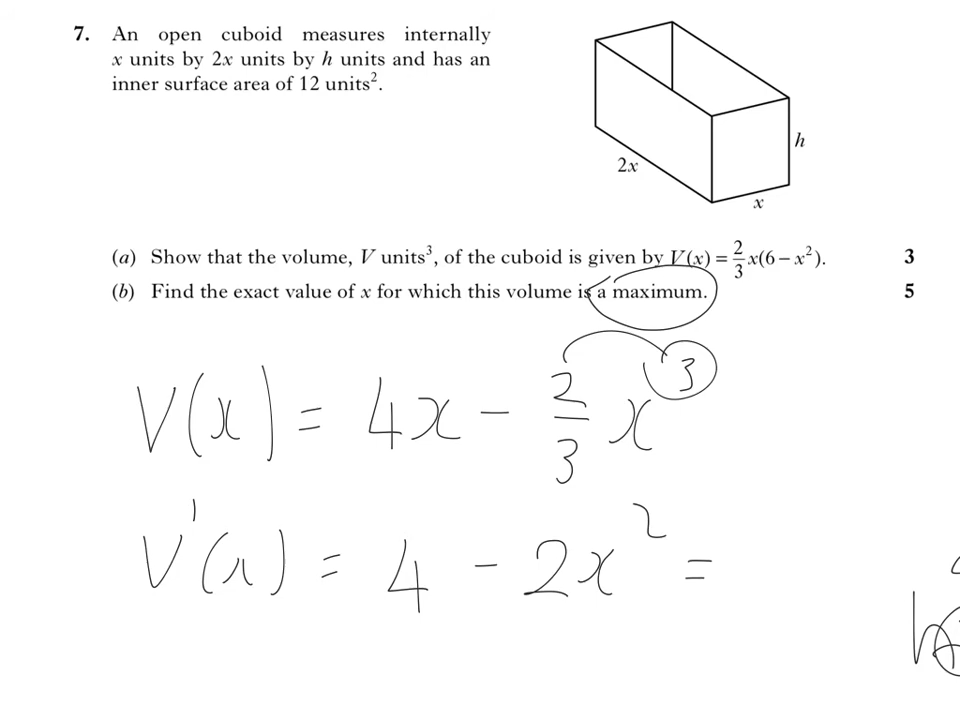 7. An open cuboid measures internally
x units by 2x units by h units and has an
inner surface area of 12 units².
h
2x
x
(a) Show that the volume, V units³, of the cuboid is given by V(x) = 2/3 x(6 – x²). 3
(b) Find the exact value of x for which this volume is a maximum. 5
V(x) = 4x – 2/3 x³
V'(x) = 4 – 2x² =